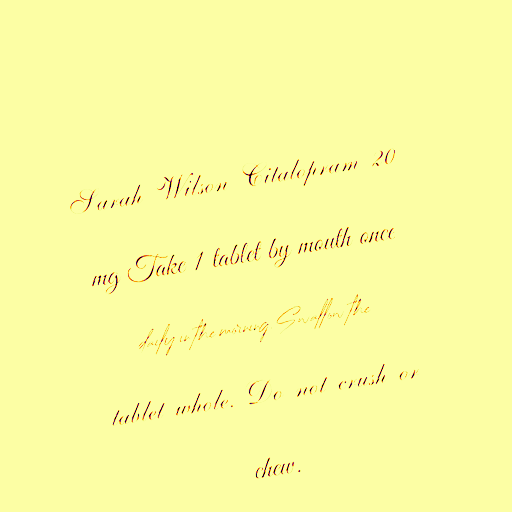 Sarah Wilson Citalopram 20
mg Take 1 tablet by mouth once
daily in the morning Swallow the
tablet whole. Do not crush or
chew.